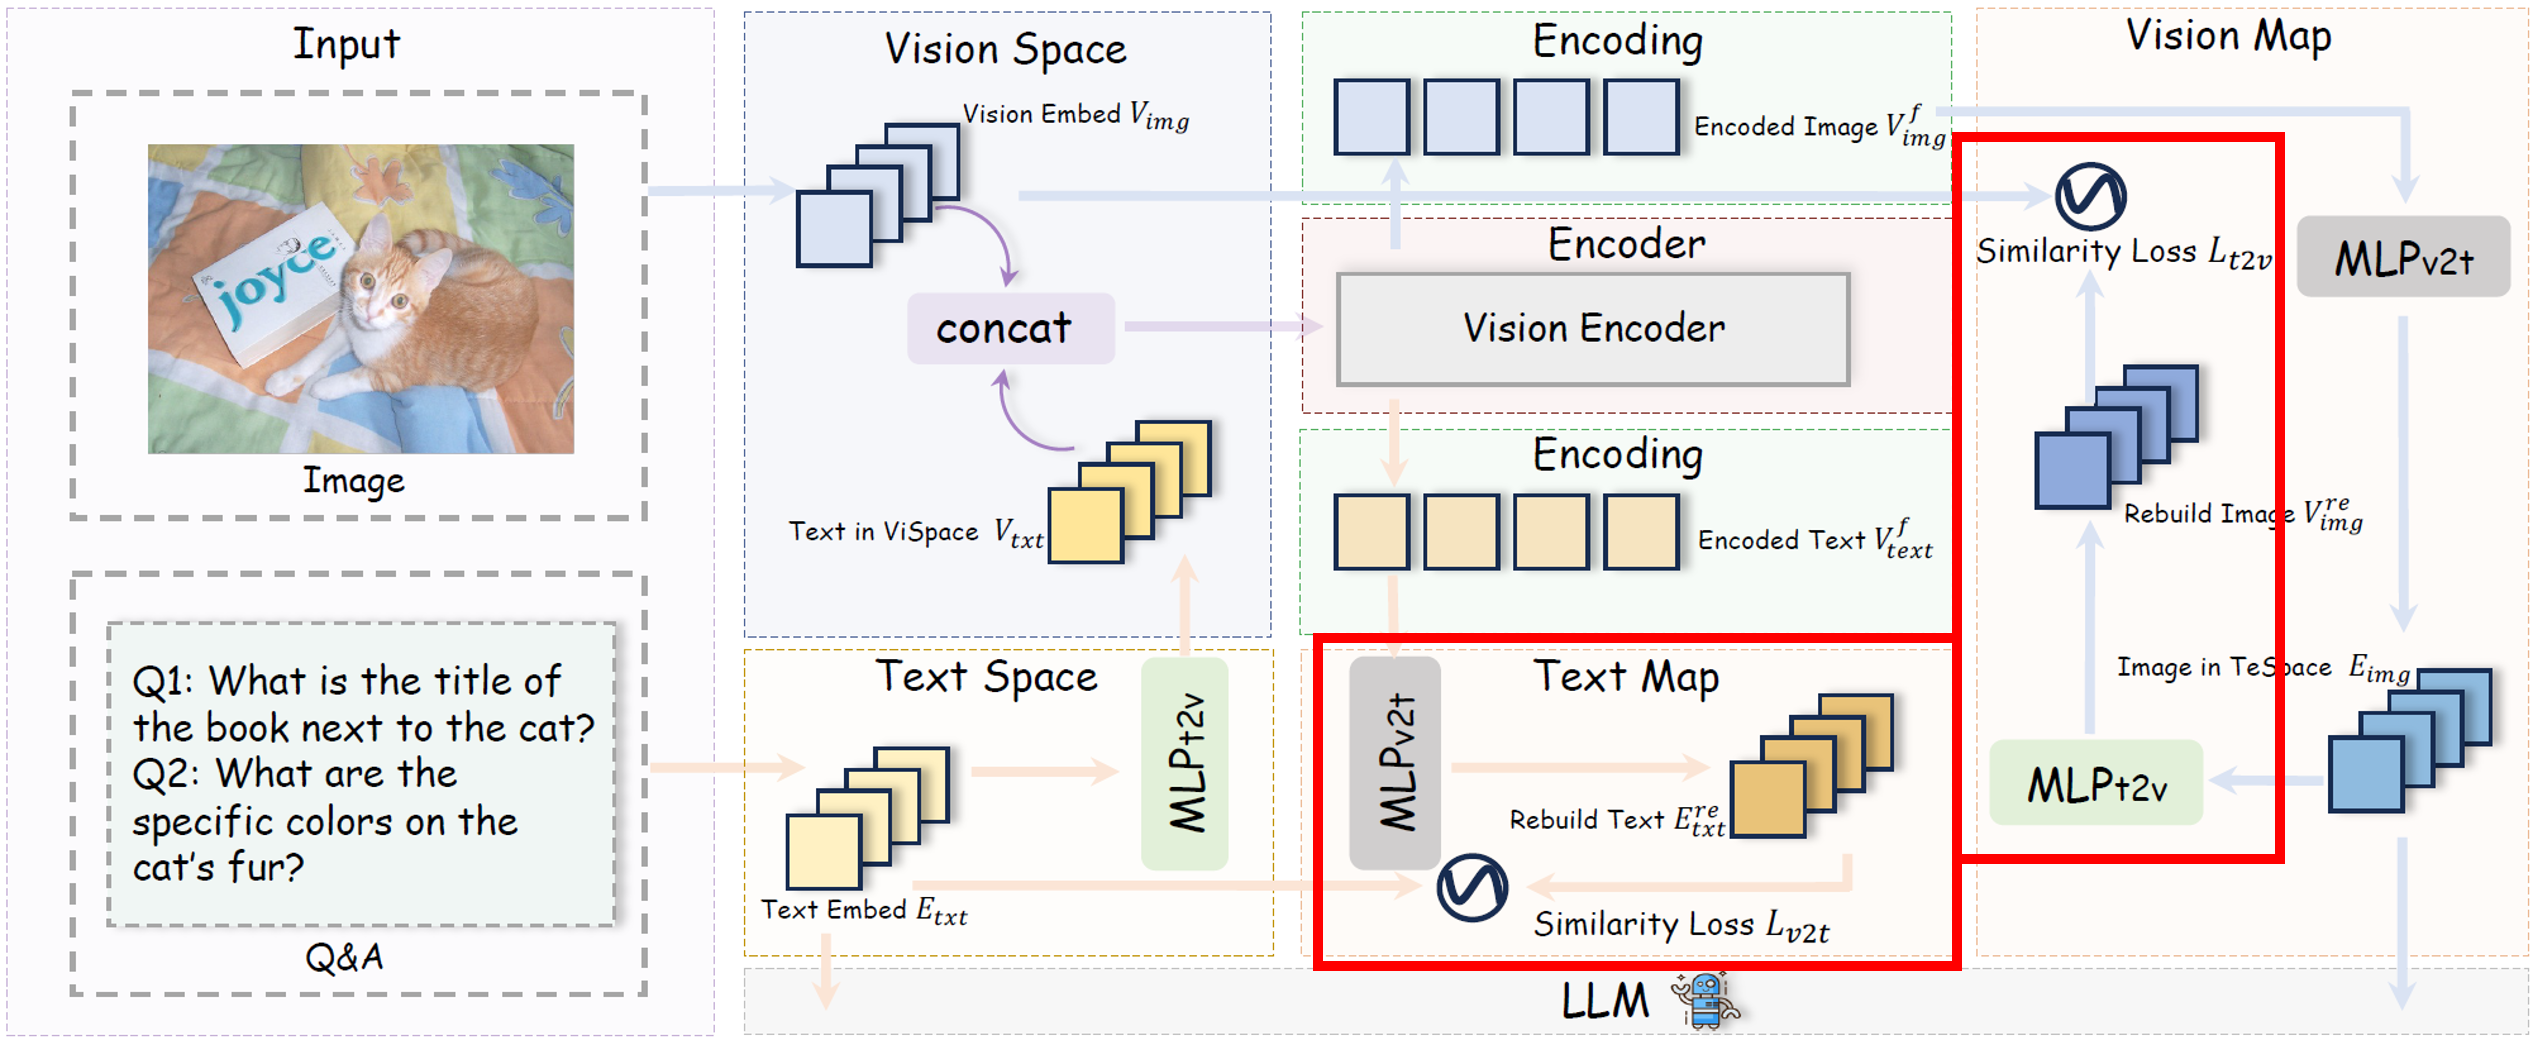 Input
joyce
Image
Q1: What is the title of
the book next to the cat?
Q2: What are the
specific colors on the
cat's fur?
Q&A
Vision Space
Vision Embed V_{img}
concat
Text in ViSpace V_{txt}
Text Space
MLPt2v
Text Embed E_{txt}
Encoding
Encoded Image V^{f}_{img}
Encoder
Vision Encoder
Encoding
Encoded Text V^{f}_{text}
Text Map
MLPv2t
Rebuild Text E^{re}_{txt}
Similarity Loss L_{v2t}
Vision Map
Similarity Loss L_{t2v}
MLPv2t
Rebuild Image V^{re}_{img}
Image in TeSpace E_{img}
MLPt2v
LLM